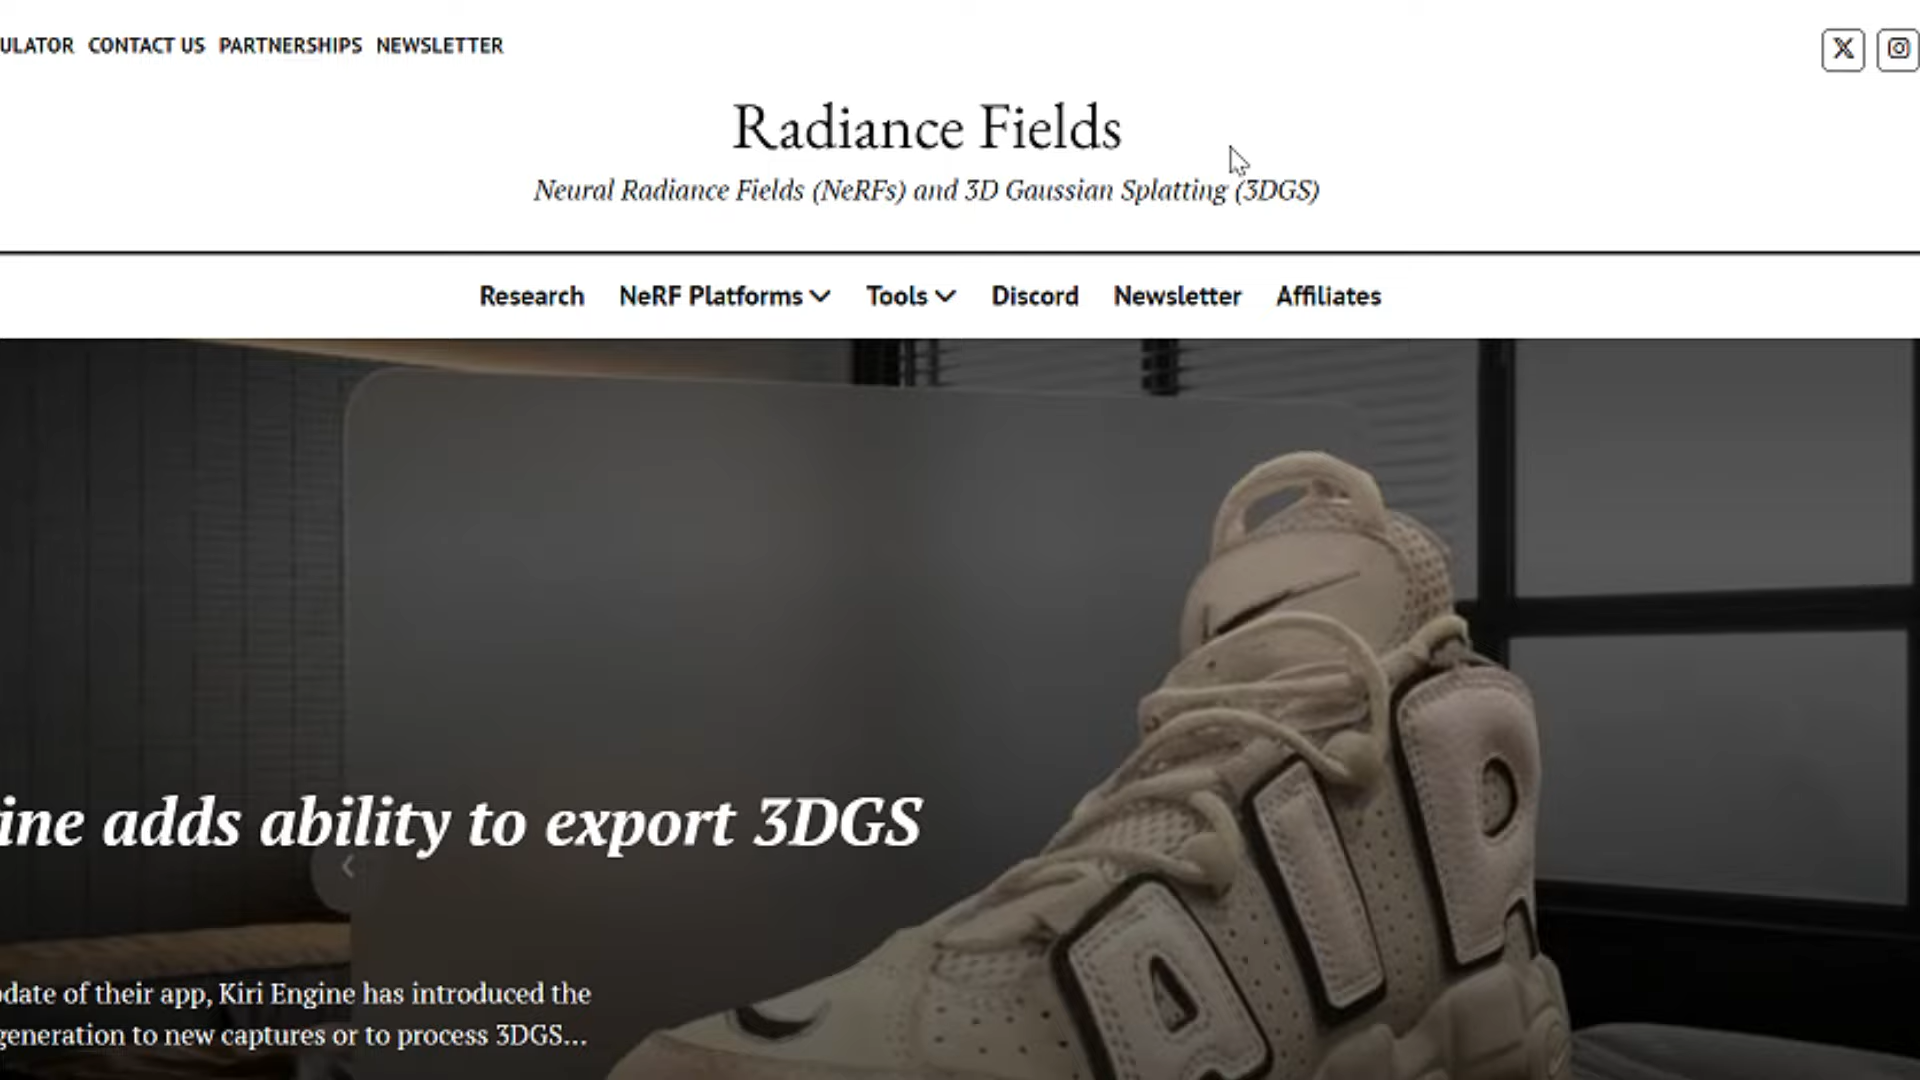 ULATOR CONTACT US PARTNERSHIPS NEWSLETTER
Radiance Fields
Neural Radiance Fields (NeRFs) and 3D Gaussian Splatting (3DGS)
Research NeRF Platforms Tools Discord Newsletter Affiliates
AIR
ine adds ability to export 3DGS
pdate of their app, Kiri Engine has introduced the
generation to new captures or to process 3DGS...